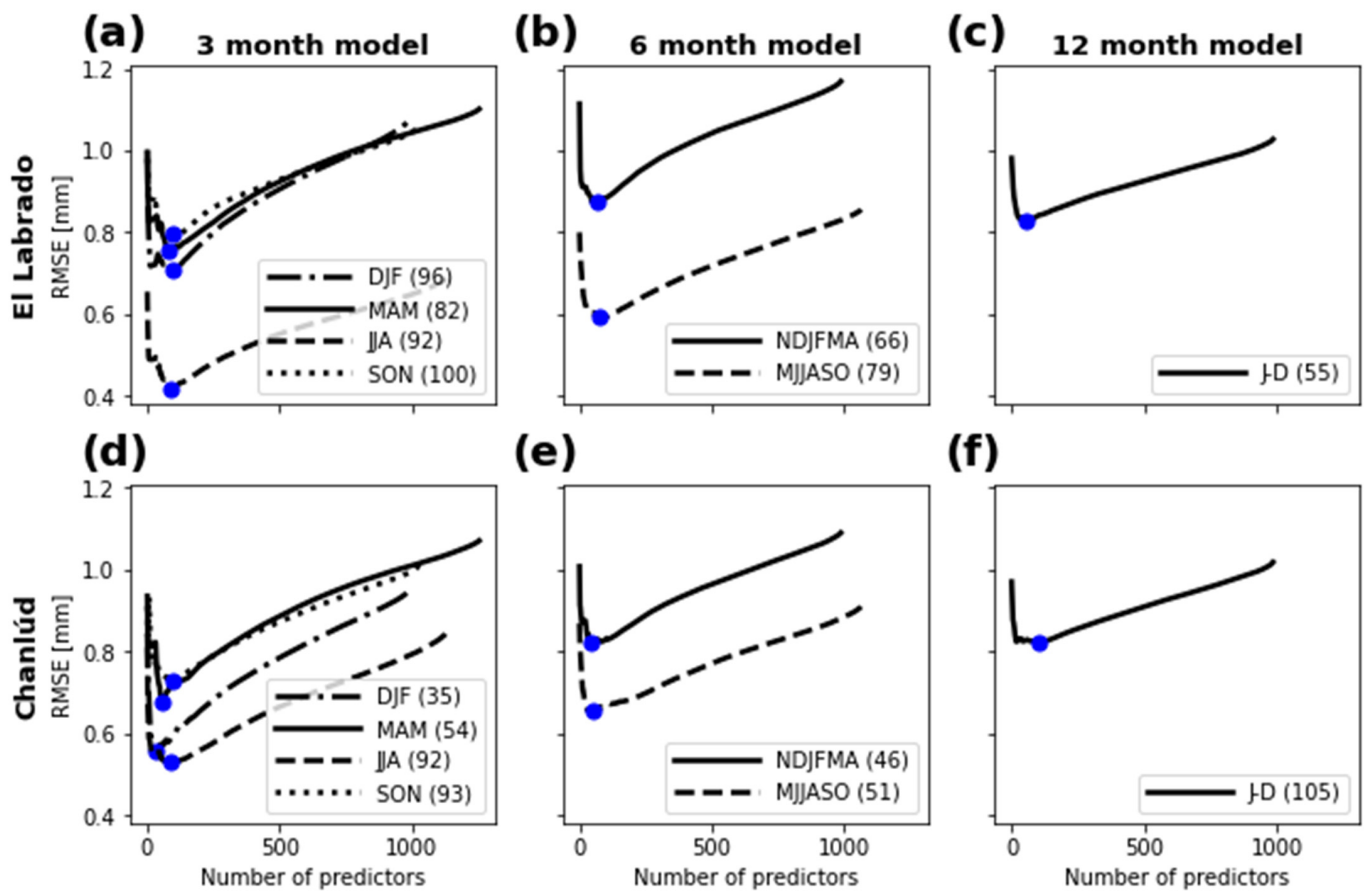 (a) 3 month model
(b) 6 month model
(c) 12 month model
El Labrado
RMSE [mm]
1.2
1.0
0.8
0.6
0.4
DJF (96)
MAM (82)
JJA (92)
SON (100)
NDJFMA (66)
MJJASO (79)
J-D (55)
(d)
(e)
(f)
Chanlúd
RMSE [mm]
1.2
1.0
0.8
0.6
0.4
DJF (35)
MAM (54)
JJA (92)
SON (93)
NDJFMA (46)
MJJASO (51)
J-D (105)
0 500 1000
0 500 1000
0 500 1000
Number of predictors
Number of predictors
Number of predictors